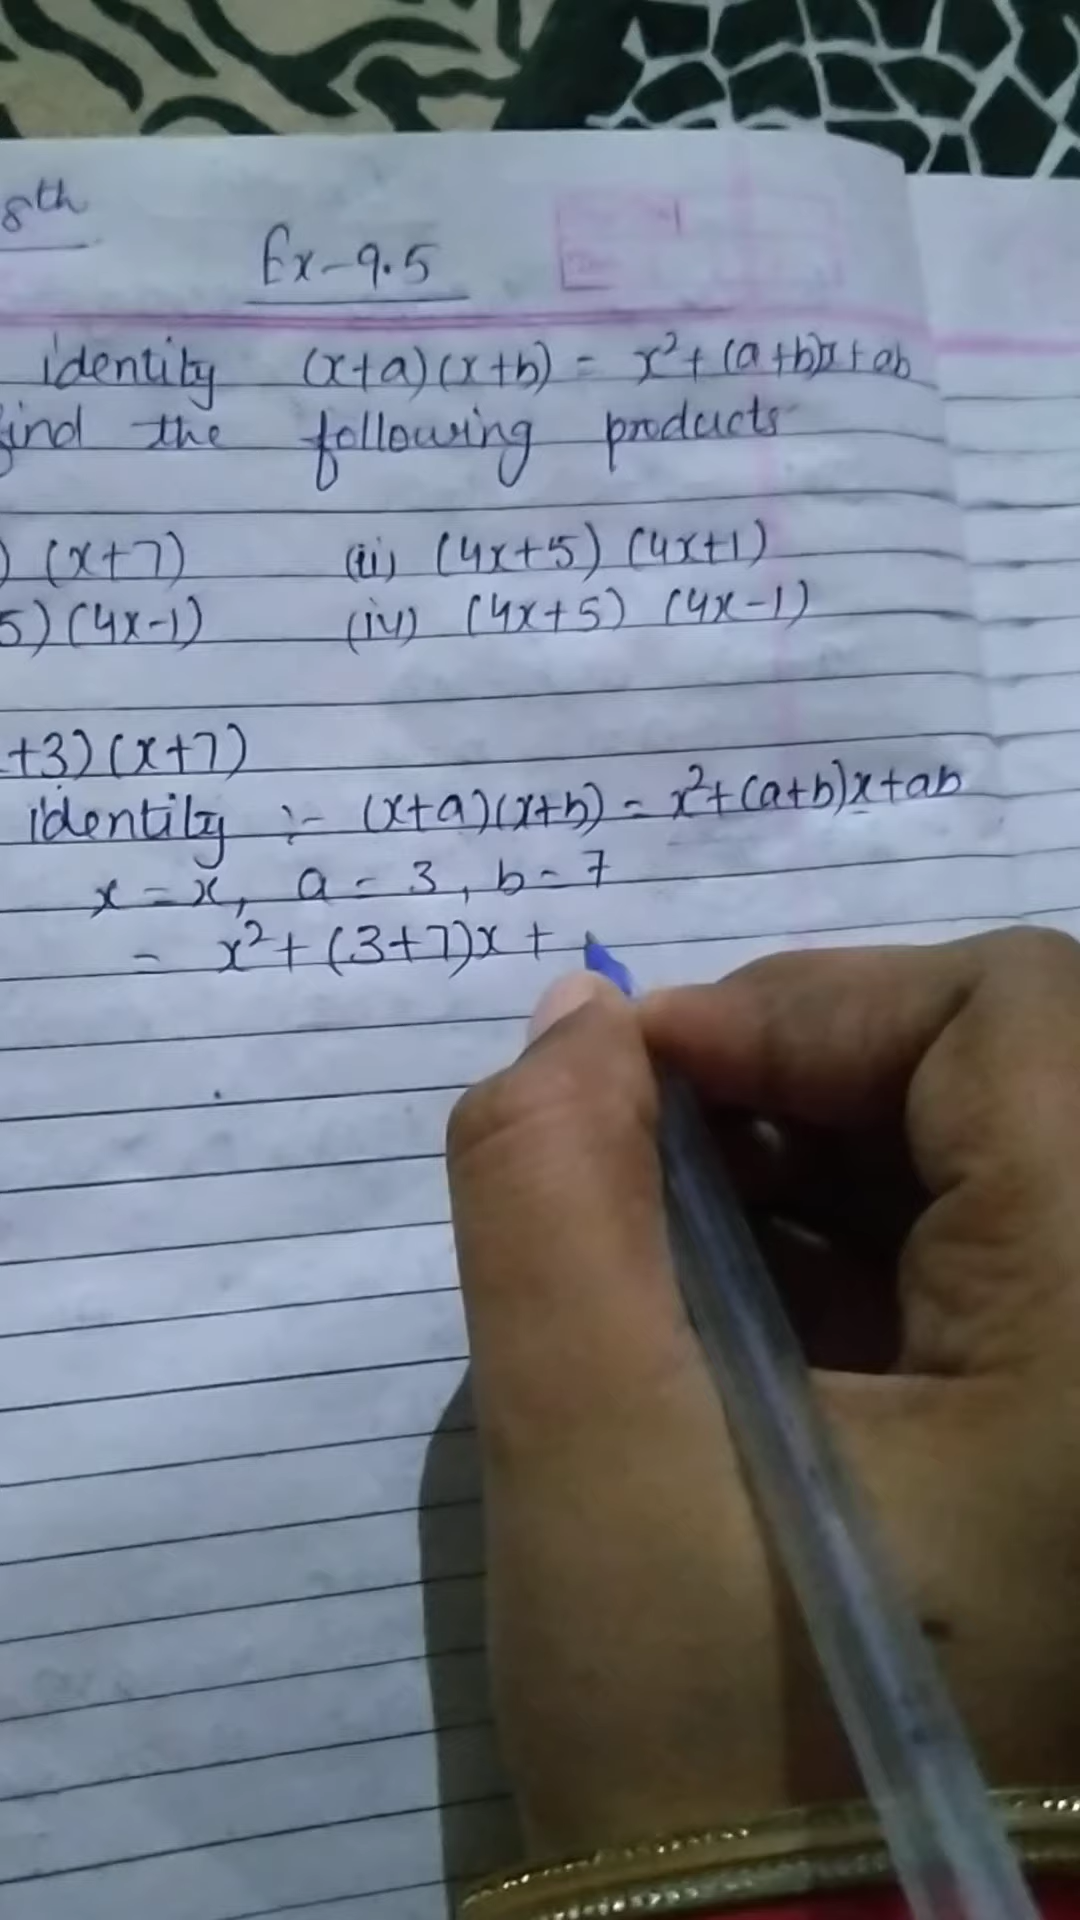 8th
Ex-9.5
identity (x+a)(x+b) = x²+(a+b)x+ab
find the following products
) (x+7) (ii) (4x+5) (4x+1)
5) (4x-1) (iv) (4x+5) (4x-1)
+3) (x+7)
identity :- (x+a)(x+b) = x²+(a+b)x+ab
x = x, a = 3, b = 7
= x² + (3+7)x +